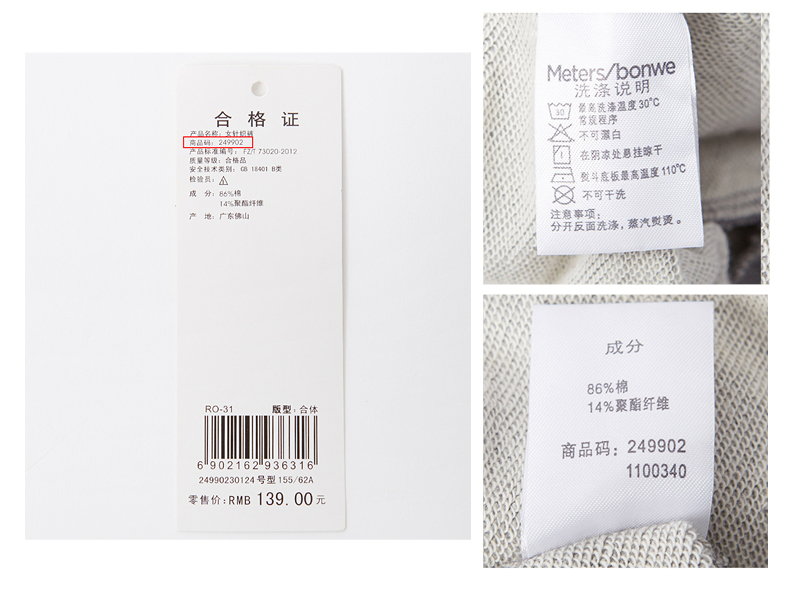 合格证
产品名称：女针织裤
商品码：249902
产品标准编号：FZ/T 73020-2012
质量等级：合格品
安全技术类别：GB 18401 B类
检验员：
成 分：86%棉
14%聚酯纤维
产 地：广东佛山
RO-31 版型：合体
6 902162 936316
24990230124 号型 155/62A
零售价：RMB 139.00元
Meters/bonwe
洗涤说明
30 最高洗涤温度30℃
常规程序
不可漂白
在阴凉处悬挂晾干
熨斗底板最高温度110℃
不可干洗
注意事项：
分开反面洗涤，蒸汽熨烫。
成分
86%棉
14%聚酯纤维
商品码：249902
1100340